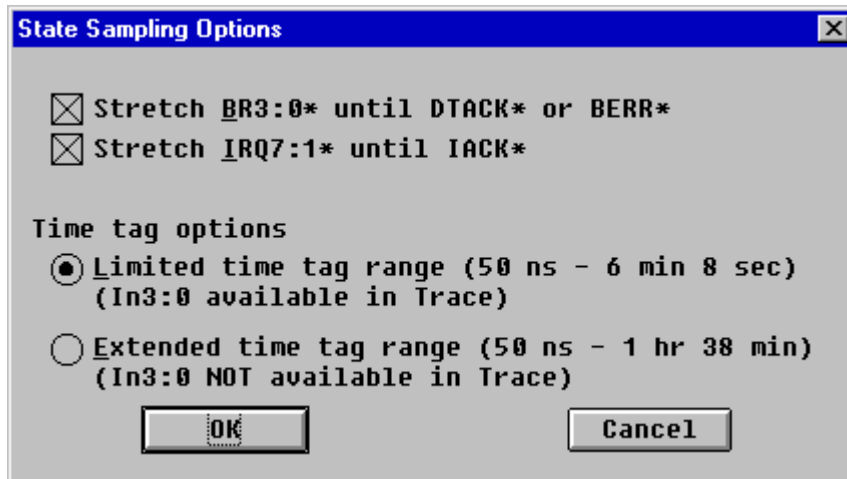 State Sampling Options
Stretch BR3:0* until DTACK* or BERR*
Stretch IRQ7:1* until IACK*
Time tag options
Limited time tag range (50 ns - 6 min 8 sec)
(In3:0 available in Trace)
Extended time tag range (50 ns - 1 hr 38 min)
(In3:0 NOT available in Trace)
OK Cancel